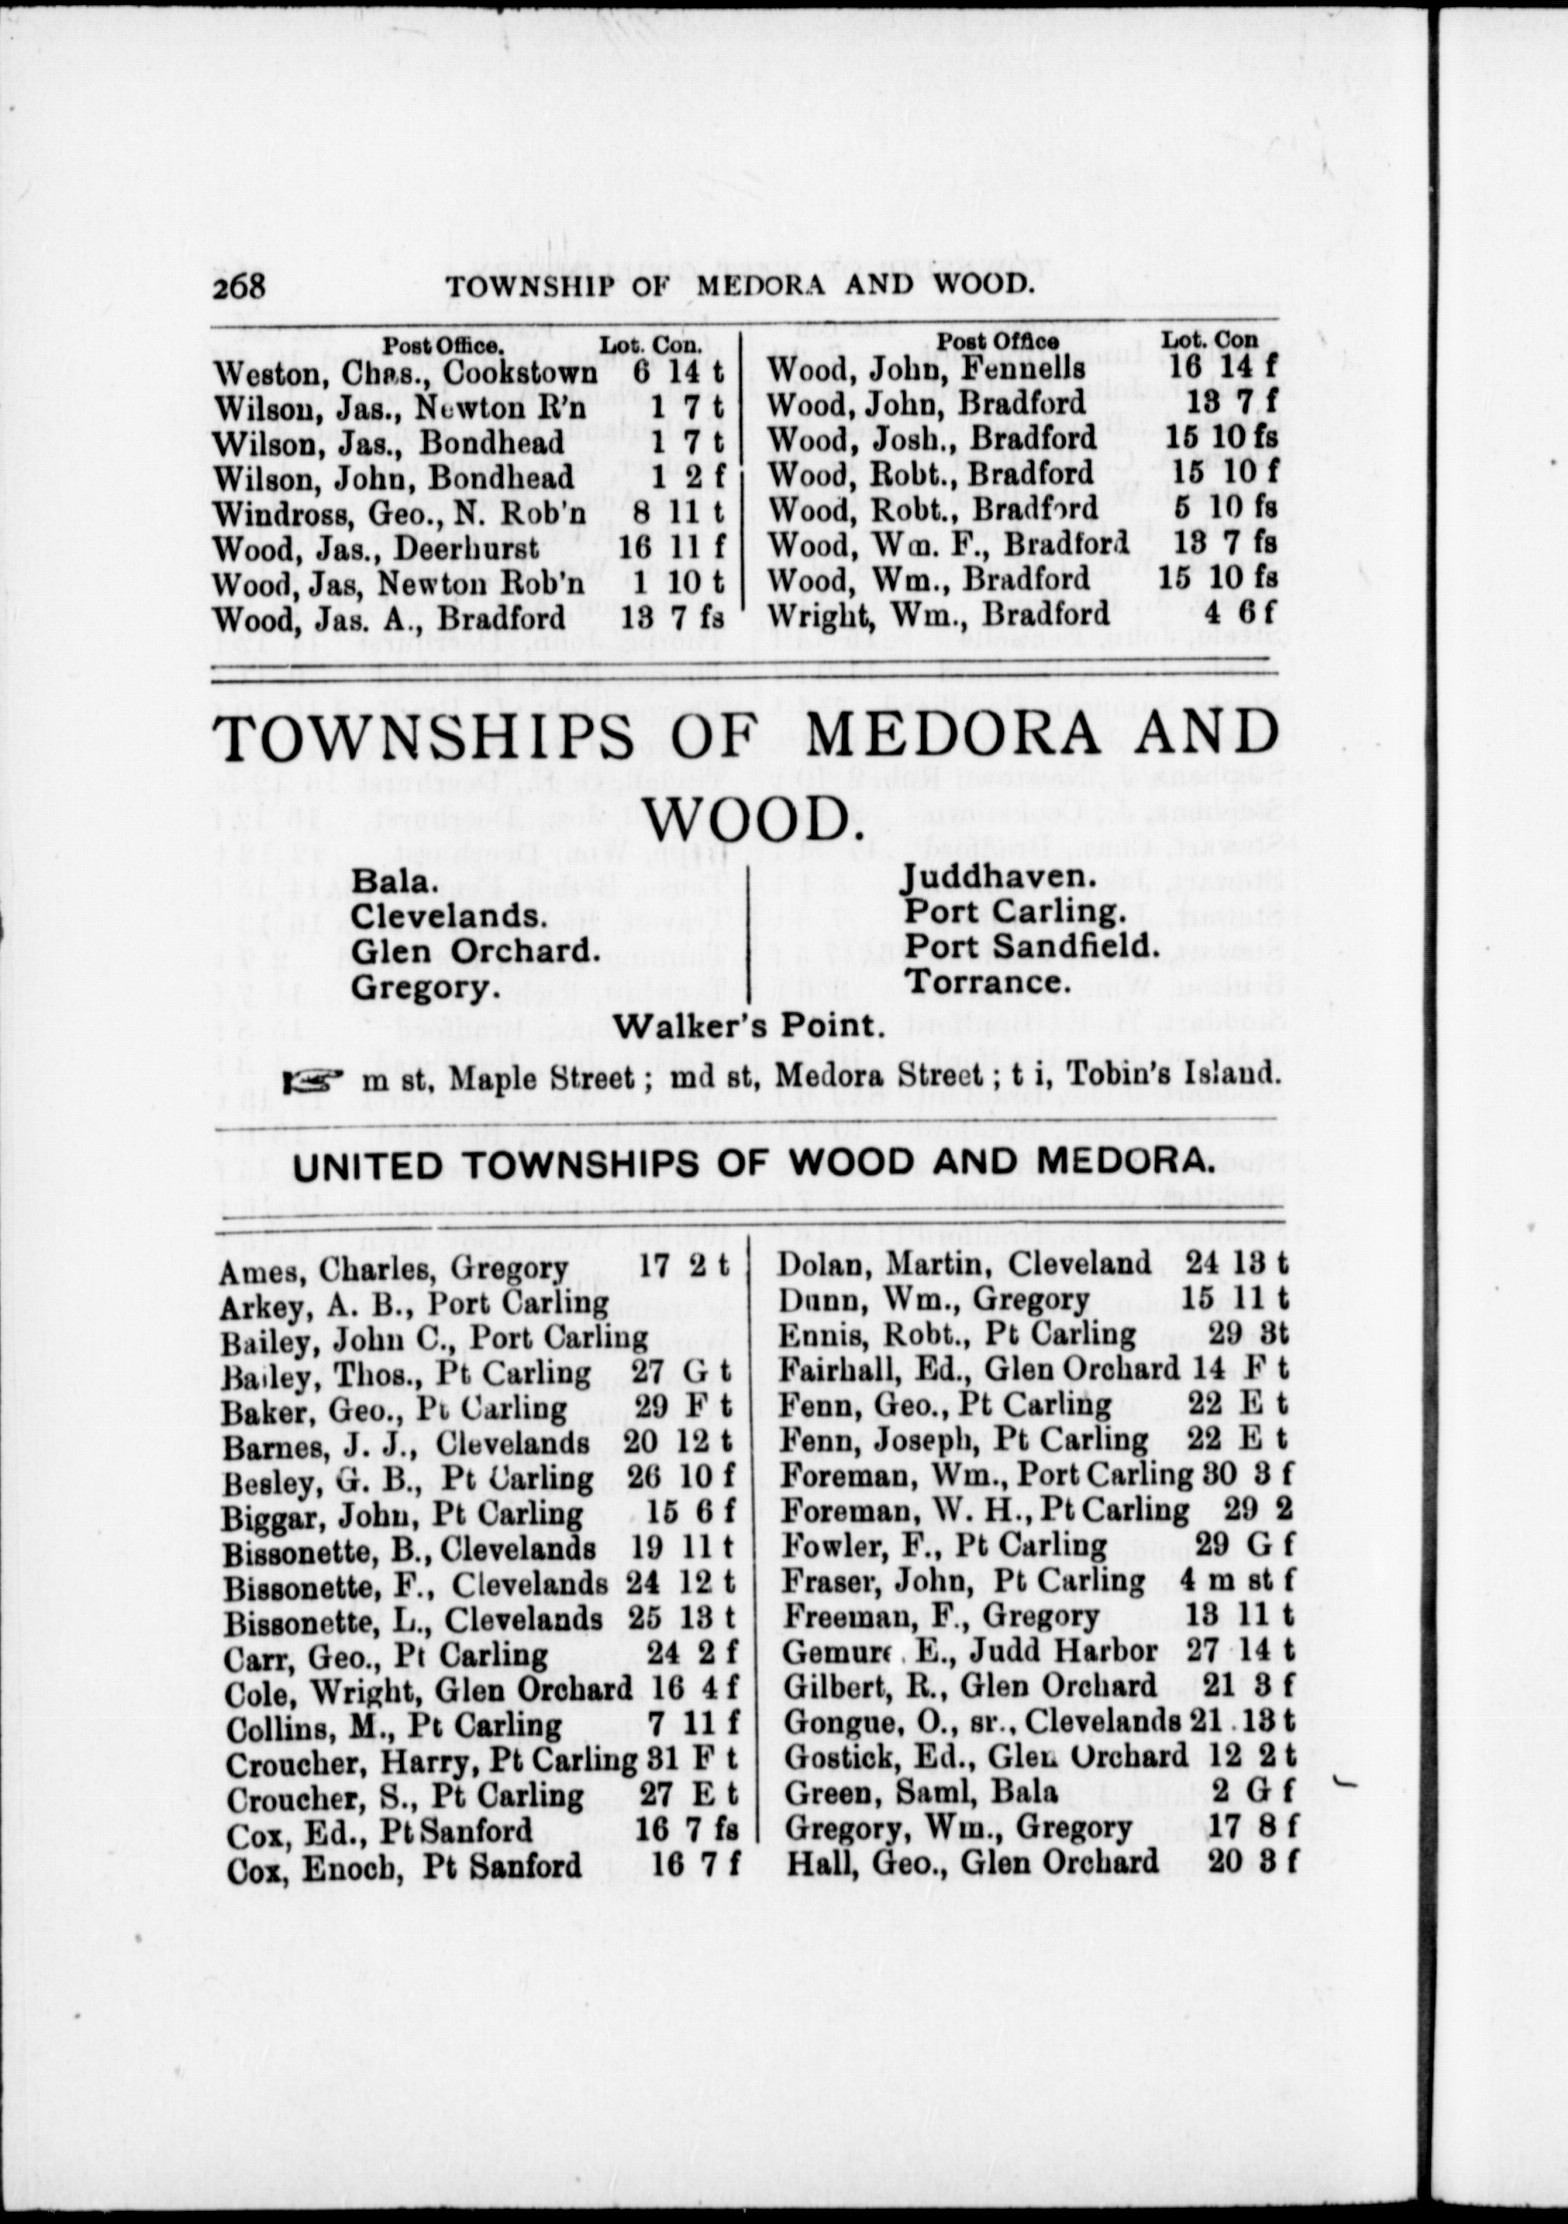 268 TOWNSHIP OF MEDORA AND WOOD.
Post Office. Lot. Con.
Weston, Chas., Cookstown 6 14 t
Wilson, Jas., Newton R'n 1 7 t
Wilson, Jas., Bondhead 1 7 t
Wilson, John, Bondhead 1 2 f
Windross, Geo., N. Rob'n 8 11 t
Wood, Jas., Deerhurst 16 11 f
Wood, Jas, Newton Rob'n 1 10 t
Wood, Jas. A., Bradford 13 7 fs
Post Office Lot. Con
Wood, John, Fennells 16 14 f
Wood, John, Bradford 13 7 f
Wood, Josh., Bradford 15 10 fs
Wood, Robt., Bradford 15 10 f
Wood, Robt., Bradford 5 10 fs
Wood, Wm. F., Bradford 13 7 fs
Wood, Wm., Bradford 15 10 fs
Wright, Wm., Bradford 4 6 f
TOWNSHIPS OF MEDORA AND
WOOD.
Bala.
Clevelands.
Glen Orchard.
Gregory.
Juddhaven.
Port Carling.
Port Sandfield.
Torrance.
Walker's Point.
☞ m st, Maple Street; md st, Medora Street; t i, Tobin's Island.
UNITED TOWNSHIPS OF WOOD AND MEDORA.
Ames, Charles, Gregory 17 2 t
Arkey, A. B., Port Carling
Bailey, John C., Port Carling
Bailey, Thos., Pt Carling 27 G t
Baker, Geo., Pt Carling 29 F t
Barnes, J. J., Clevelands 20 12 t
Besley, G. B., Pt Carling 26 10 f
Biggar, John, Pt Carling 15 6 f
Bissonette, B., Clevelands 19 11 t
Bissonette, F., Clevelands 24 12 t
Bissonette, L., Clevelands 25 13 t
Carr, Geo., Pt Carling 24 2 f
Cole, Wright, Glen Orchard 16 4 f
Collins, M., Pt Carling 7 11 f
Croucher, Harry, Pt Carling 31 F t
Croucher, S., Pt Carling 27 E t
Cox, Ed., Pt Sanford 16 7 fs
Cox, Enoch, Pt Sanford 16 7 f
Dolan, Martin, Cleveland 24 13 t
Dunn, Wm., Gregory 15 11 t
Ennis, Robt., Pt Carling 29 3t
Fairhall, Ed., Glen Orchard 14 F t
Fenn, Geo., Pt Carling 22 E t
Fenn, Joseph, Pt Carling 22 E t
Foreman, Wm., Port Carling 30 3 f
Foreman, W. H., Pt Carling 29 2
Fowler, F., Pt Carling 29 G f
Fraser, John, Pt Carling 4 m st f
Freeman, F., Gregory 13 11 t
E., Judd Harbor 27 14 t
Gilbert, R., Glen Orchard 21 3 f
Gongue, O., sr., Clevelands 21 13 t
Gostick, Ed., Glen Orchard 12 2 t
Green, Saml, Bala 2 G f
Gregory, Wm., Gregory 17 8 f
Hall, Geo., Glen Orchard 20 3 f